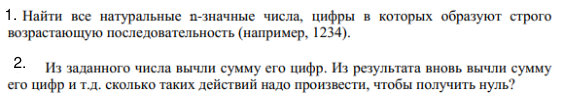 1. Найти все натуральные n-значные числа, цифры в которых образуют строго
возрастающую последовательность (например, 1234).
2. Из заданного числа вычли сумму его цифр. Из результата вновь вычли сумму
его цифр и т.д. сколько таких действий надо произвести, чтобы получить нуль?